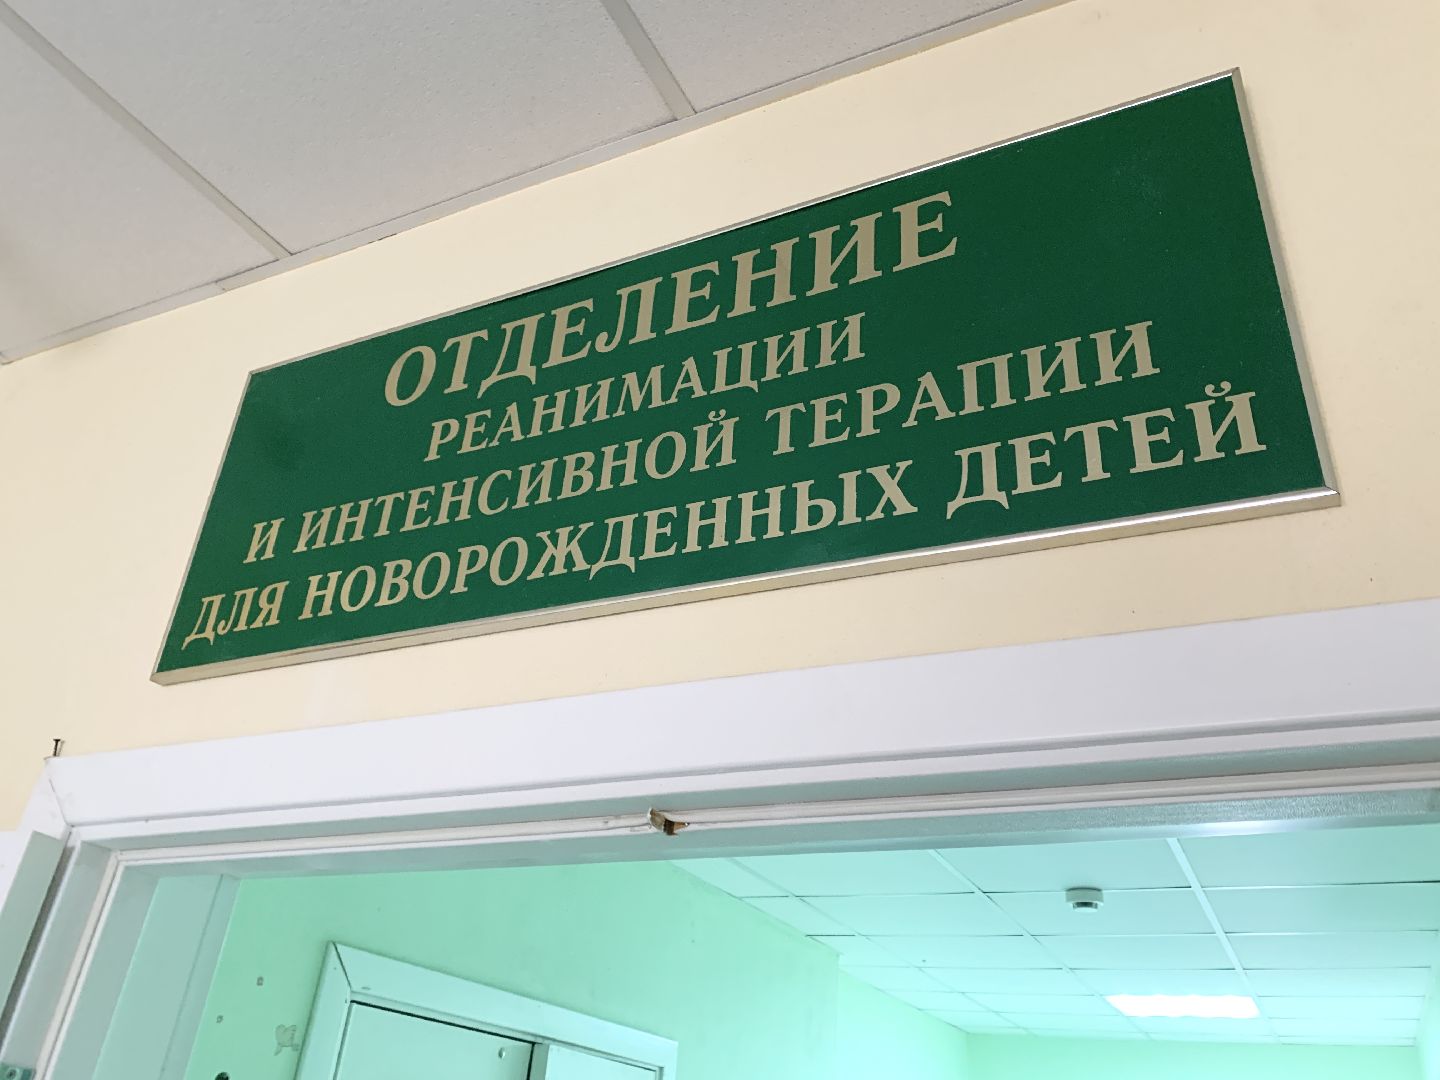 ОТДЕЛЕНИЕ
РЕАНИМАЦИИ
И ИНТЕНСИВНОЙ ТЕРАПИИ
ДЛЯ НОВОРОЖДЕННЫХ ДЕТЕЙ